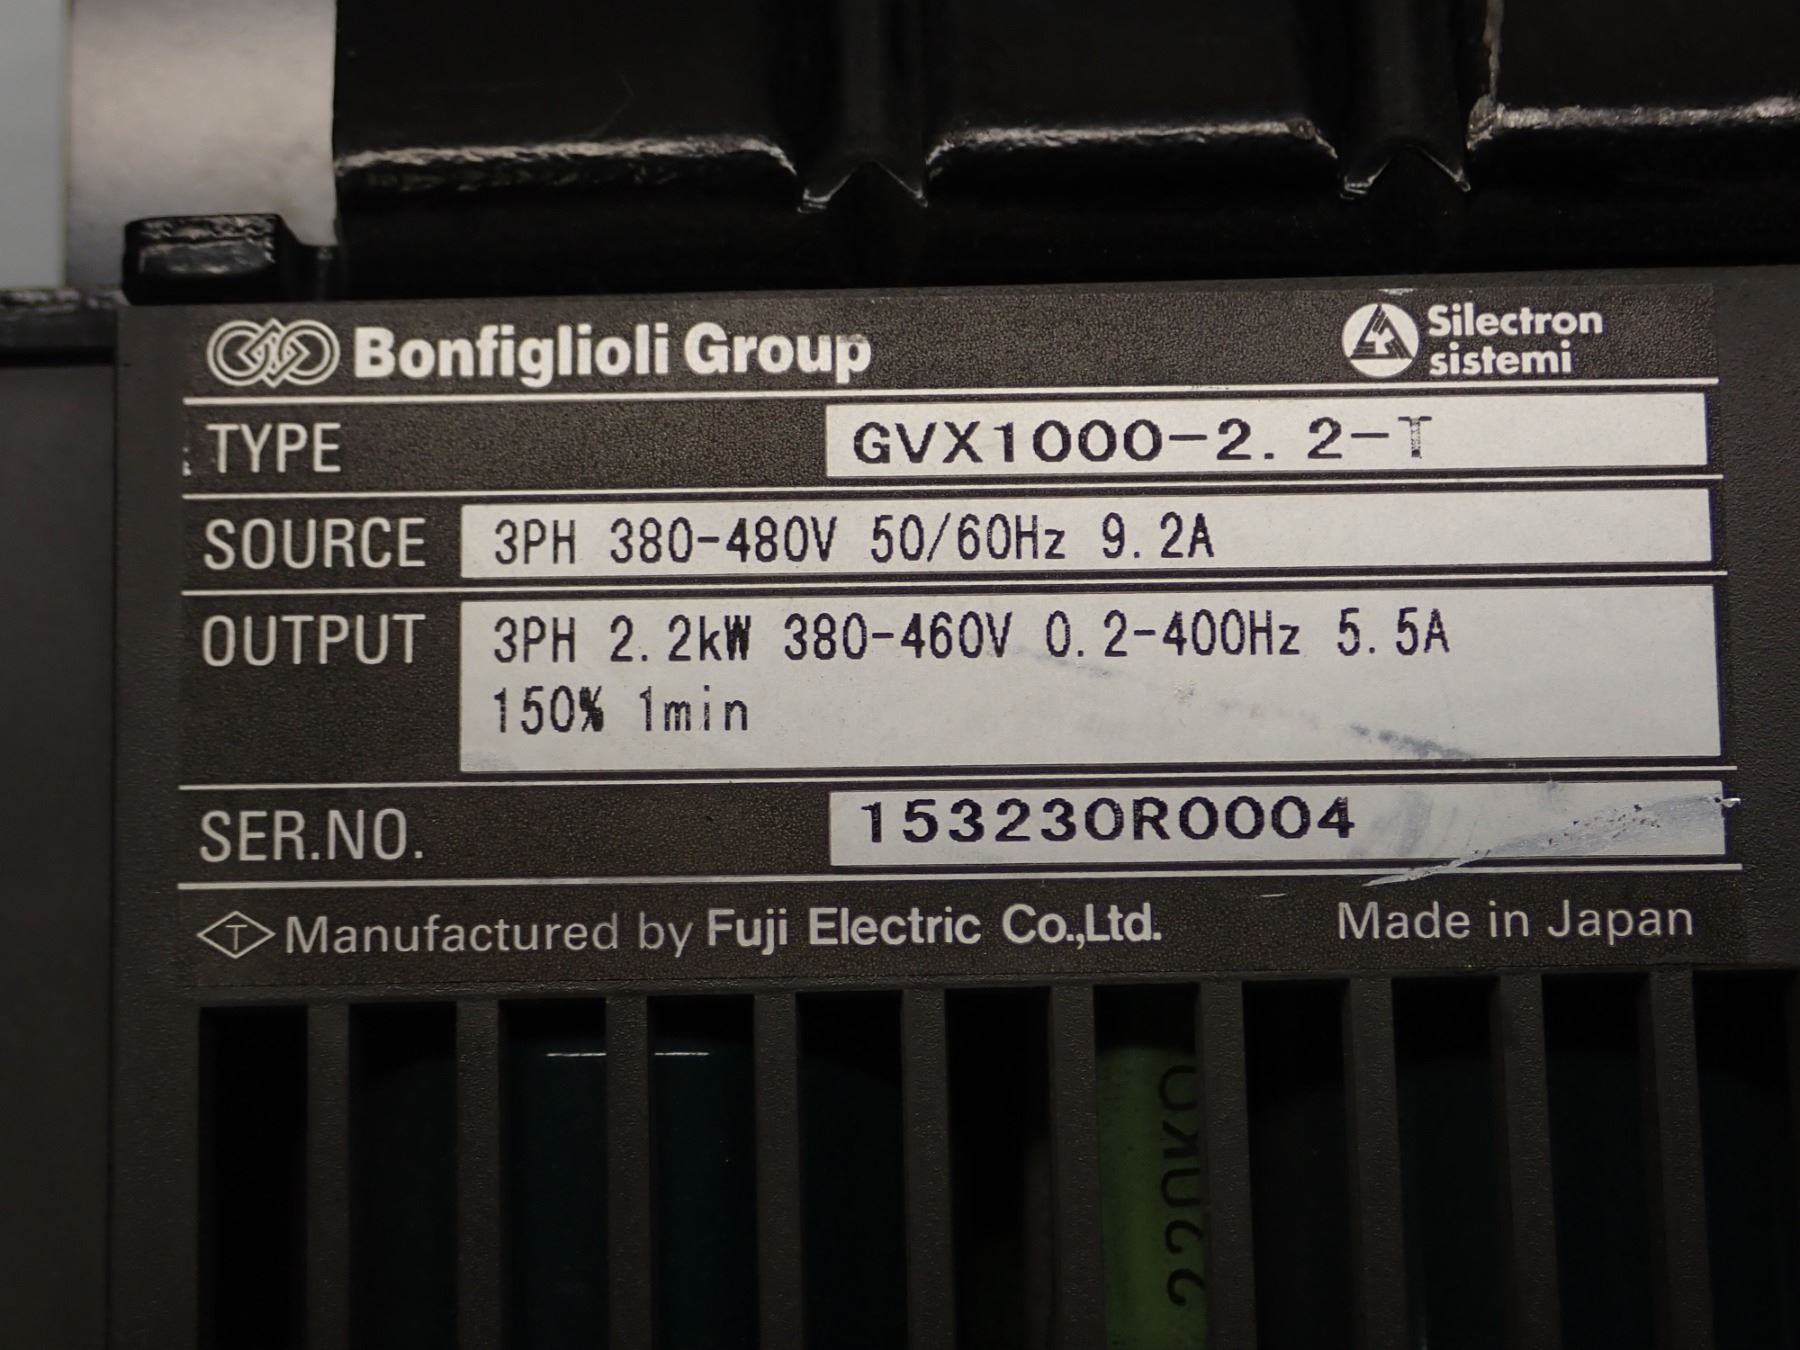 Bonfiglioli Group
Silectron
sistemi
TYPE GVX1000-2.2-T
SOURCE 3PH 380-480V 50/60Hz 9.2A
OUTPUT 3PH 2.2kW 380-460V 0.2-400Hz 5.5A
150% 1min
SER.NO. 153230R0004
T Manufactured by Fuji Electric Co.,Ltd. Made in Japan
220KΩ